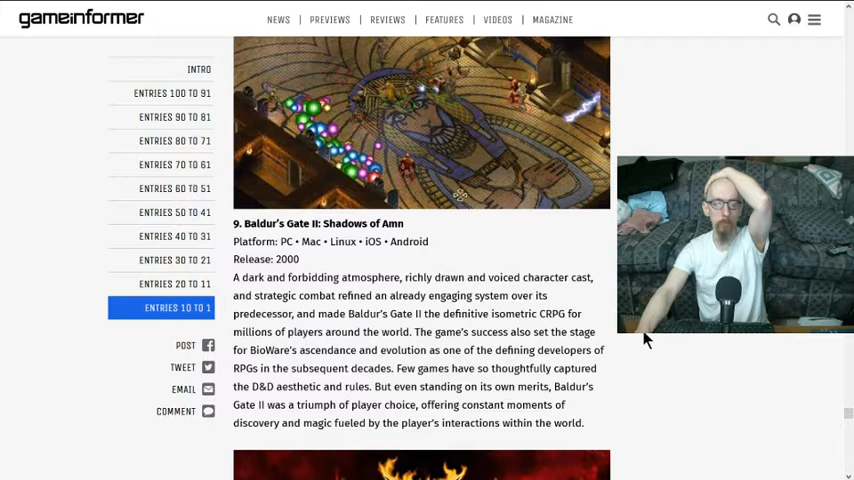 gameinformer
NEWS | PREVIEWS | REVIEWS | FEATURES | VIDEOS | MAGAZINE
INTRO
ENTRIES 100 TO 91
ENTRIES 90 TO 81
ENTRIES 80 TO 71
ENTRIES 70 TO 61
ENTRIES 60 TO 51
ENTRIES 50 TO 41
ENTRIES 40 TO 31
ENTRIES 30 TO 21
ENTRIES 20 TO 11
ENTRIES 10 TO 1
POST
TWEET
EMAIL
COMMENT
9. Baldur's Gate II: Shadows of Amn
Platform: PC • Mac • Linux • iOS • Android
Release: 2000
A dark and forbidding atmosphere, richly drawn and voiced character cast,
and strategic combat refined an already engaging system over its
predecessor, and made Baldur's Gate II the definitive isometric CRPG for
millions of players around the world. The game's success also set the stage
for BioWare's ascendance and evolution as one of the defining developers of
RPGs in the subsequent decades. Few games have so thoughtfully captured
the D&D aesthetic and rules. But even standing on its own merits, Baldur's
Gate II was a triumph of player choice, offering constant moments of
discovery and magic fueled by the player's interactions within the world.